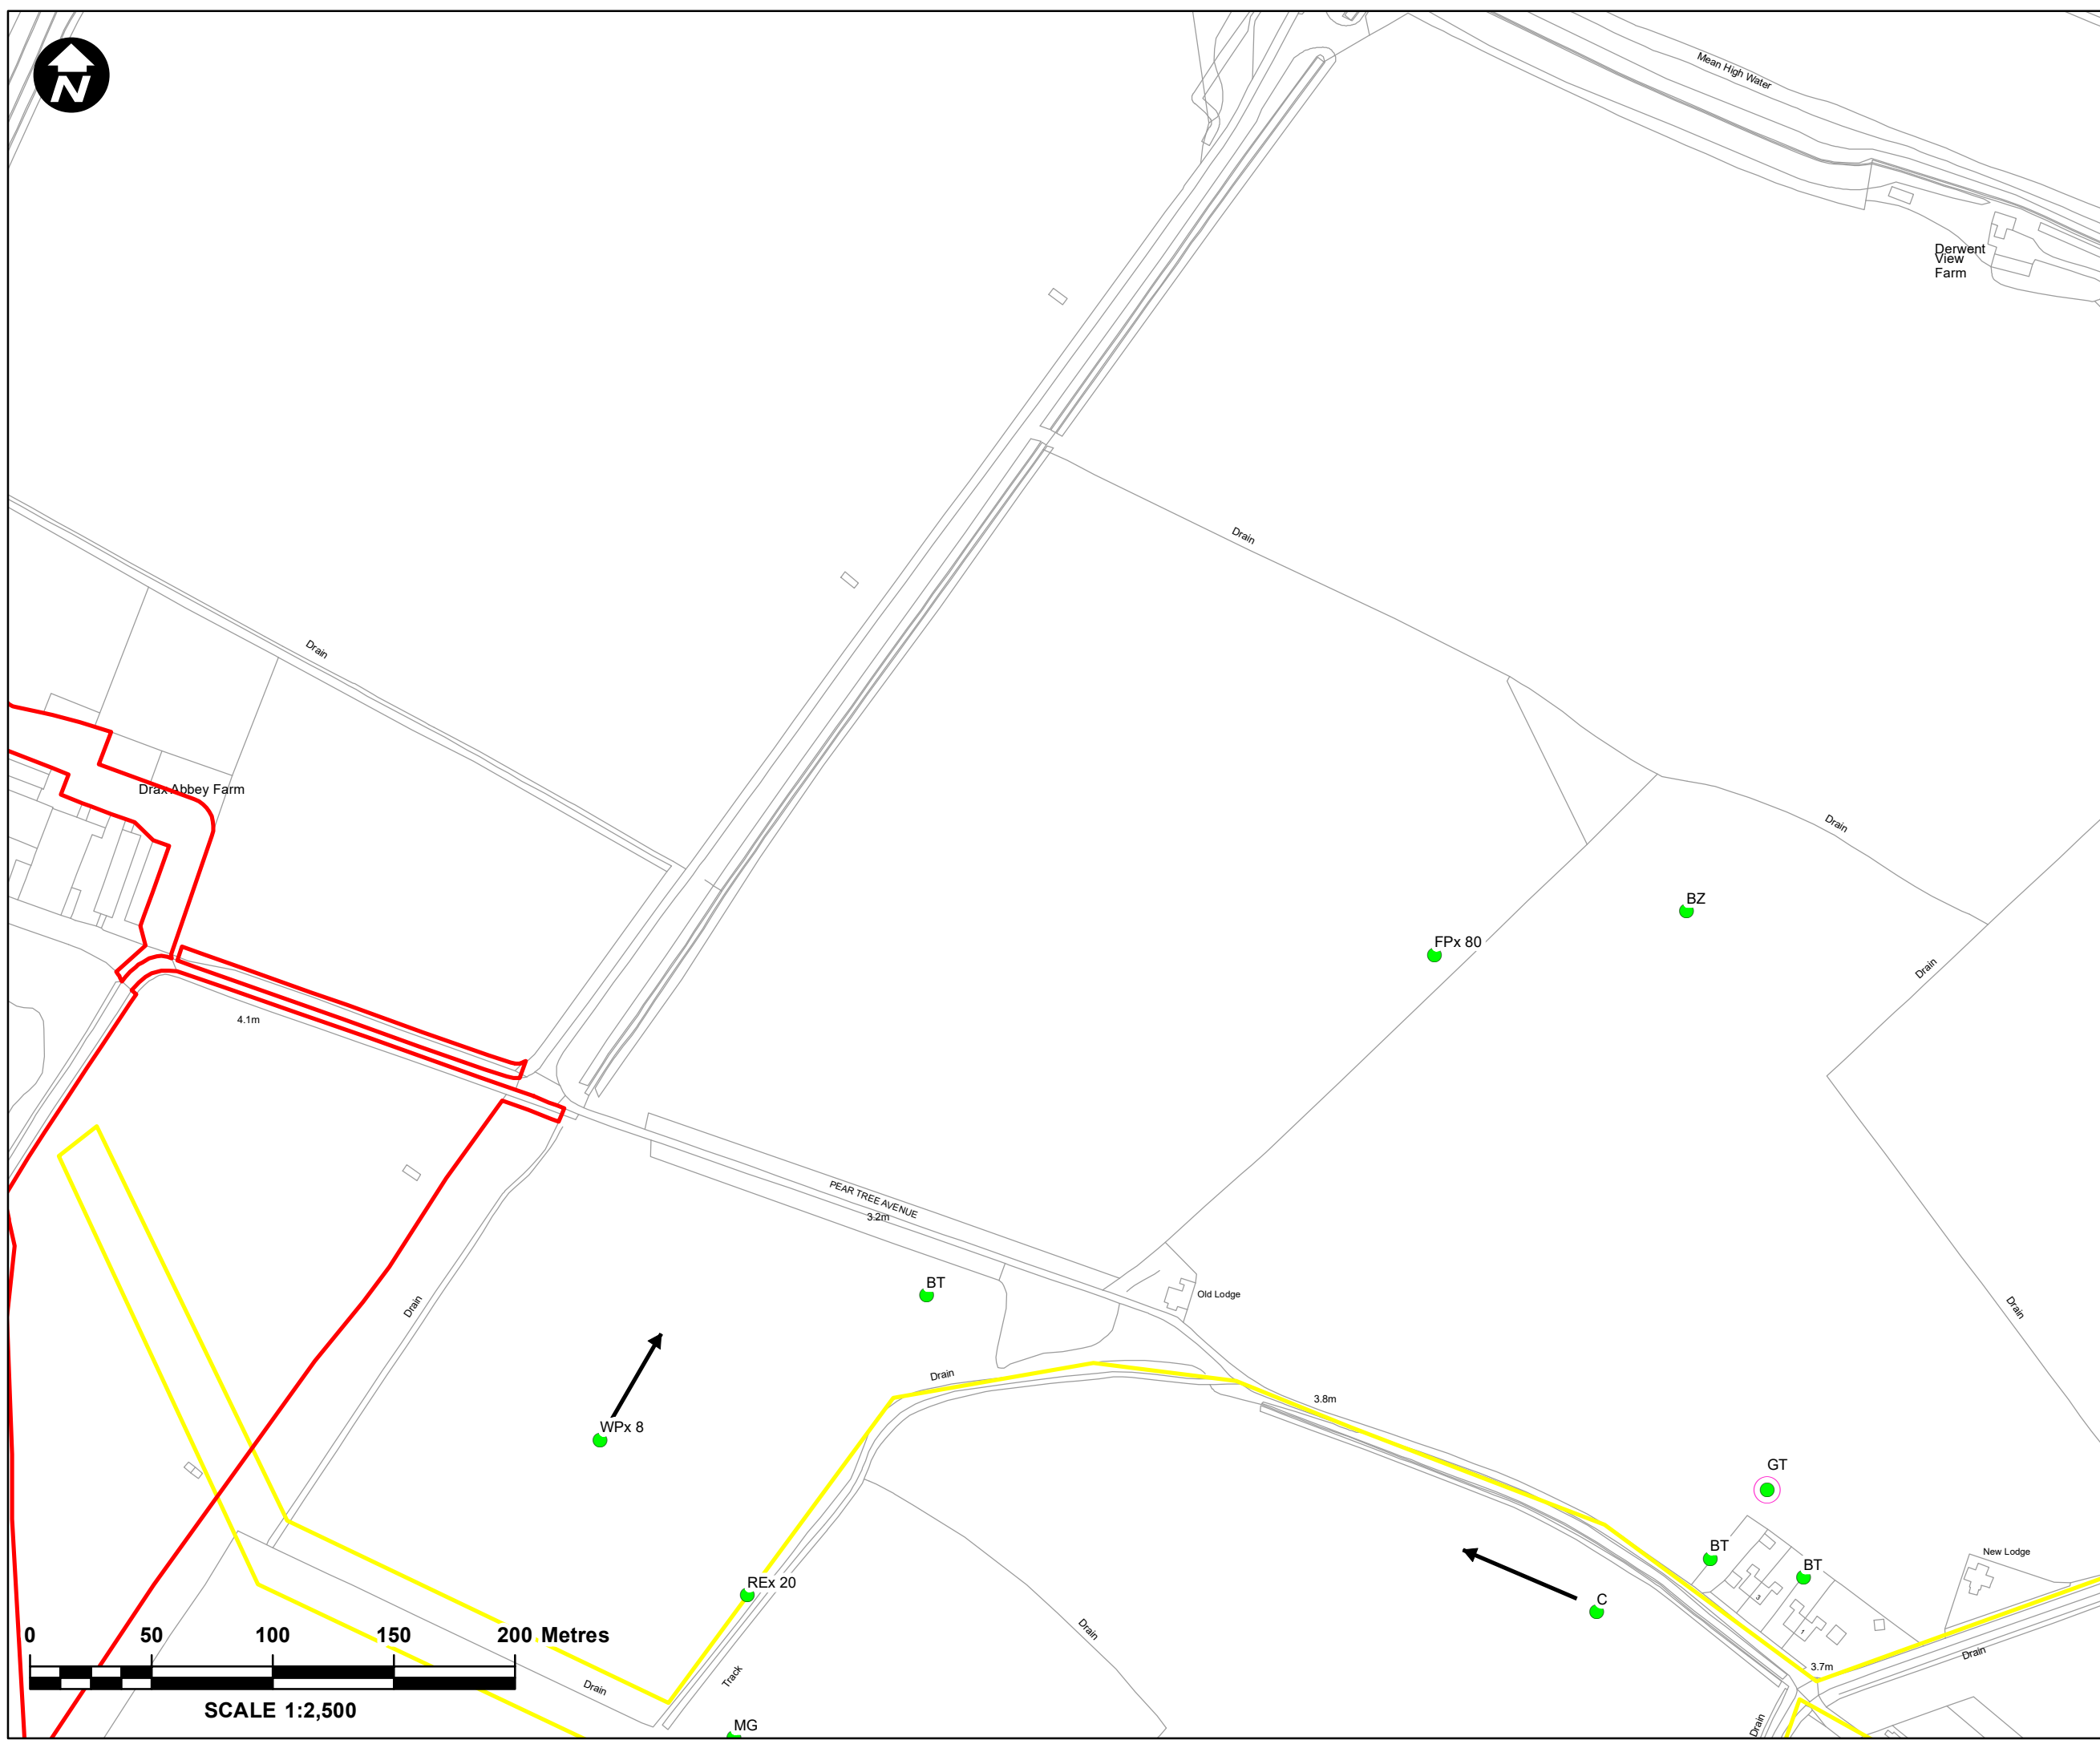 N
Mean High Water
Derwent
View
Farm
Drain
Drain
Drax Abbey Farm
Drain
BZ
FPx 80
Drain
4.1m
PEAR TREE AVENUE
3.2m
BT
Old Lodge
Drain
Drain
Drain
3.8m
WPx 8
GT
BT
BT
New Lodge
REx 20
C
3
1
Drain
3.7m
Drain
Track
Drain
Drain
MG
0 50 100 150 200 Metres
SCALE 1:2,500